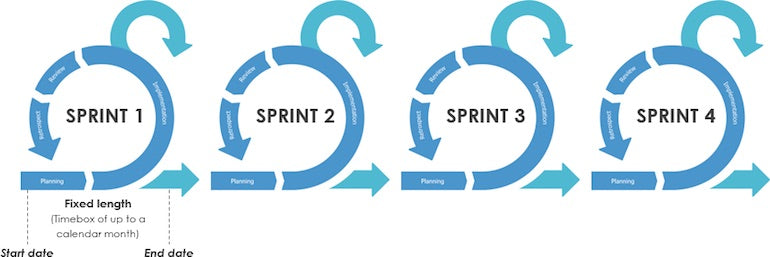 Review
Implementation
Retrospect
SPRINT 1
Planning
Review
Implementation
Retrospect
SPRINT 2
Planning
Review
Implementation
Retrospect
SPRINT 3
Planning
Review
Implementation
Retrospect
SPRINT 4
Planning
Fixed length
(Timebox of up to a
calendar month)
Start date
End date